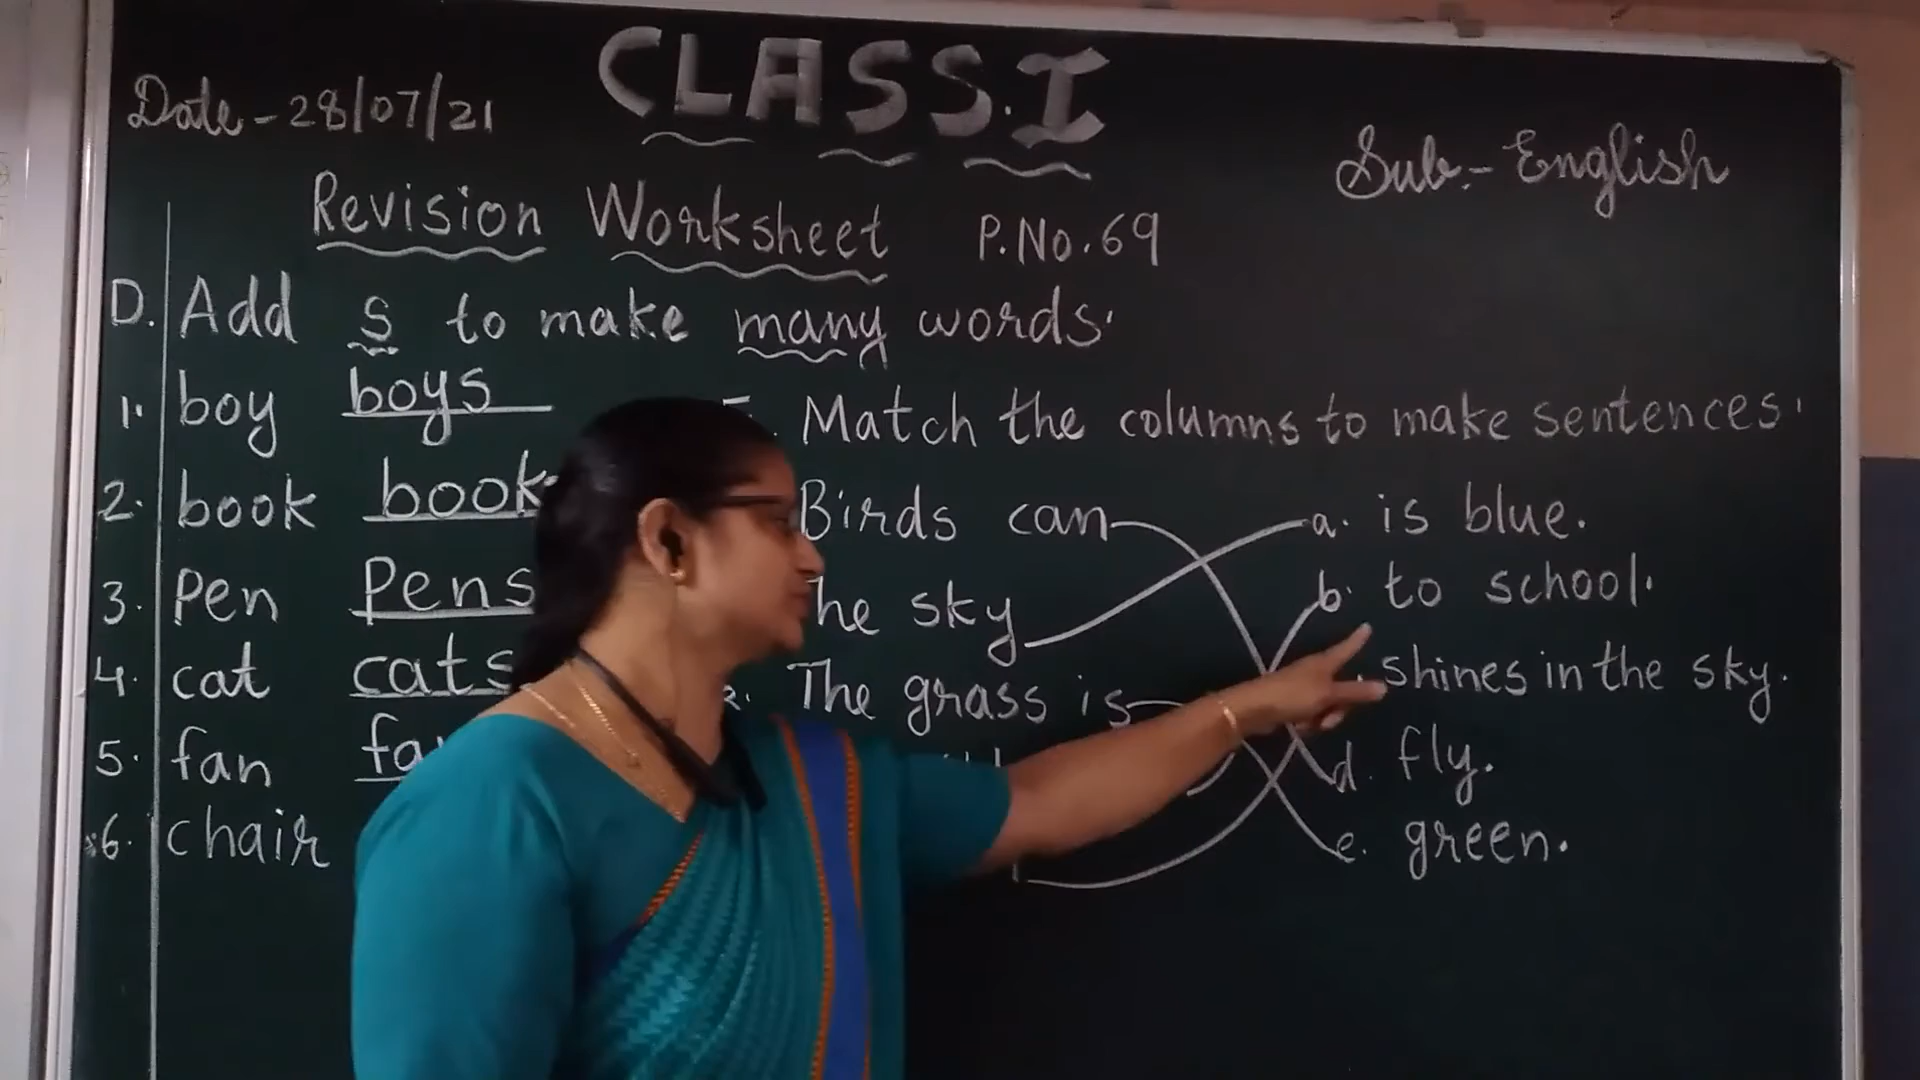 CLASS.I
Date-28/07/21
Sub:- English
Revision Worksheet P.No.69
D. Add s to make many words.
1. boy boys
2. book book
3. Pen Pens
4. cat cats
5. fan fa
6. chair
Match the columns to make sentences.
Birds can
he sky
The grass is
a. is blue.
b. to school.
shines in the sky.
d. fly.
e. green.